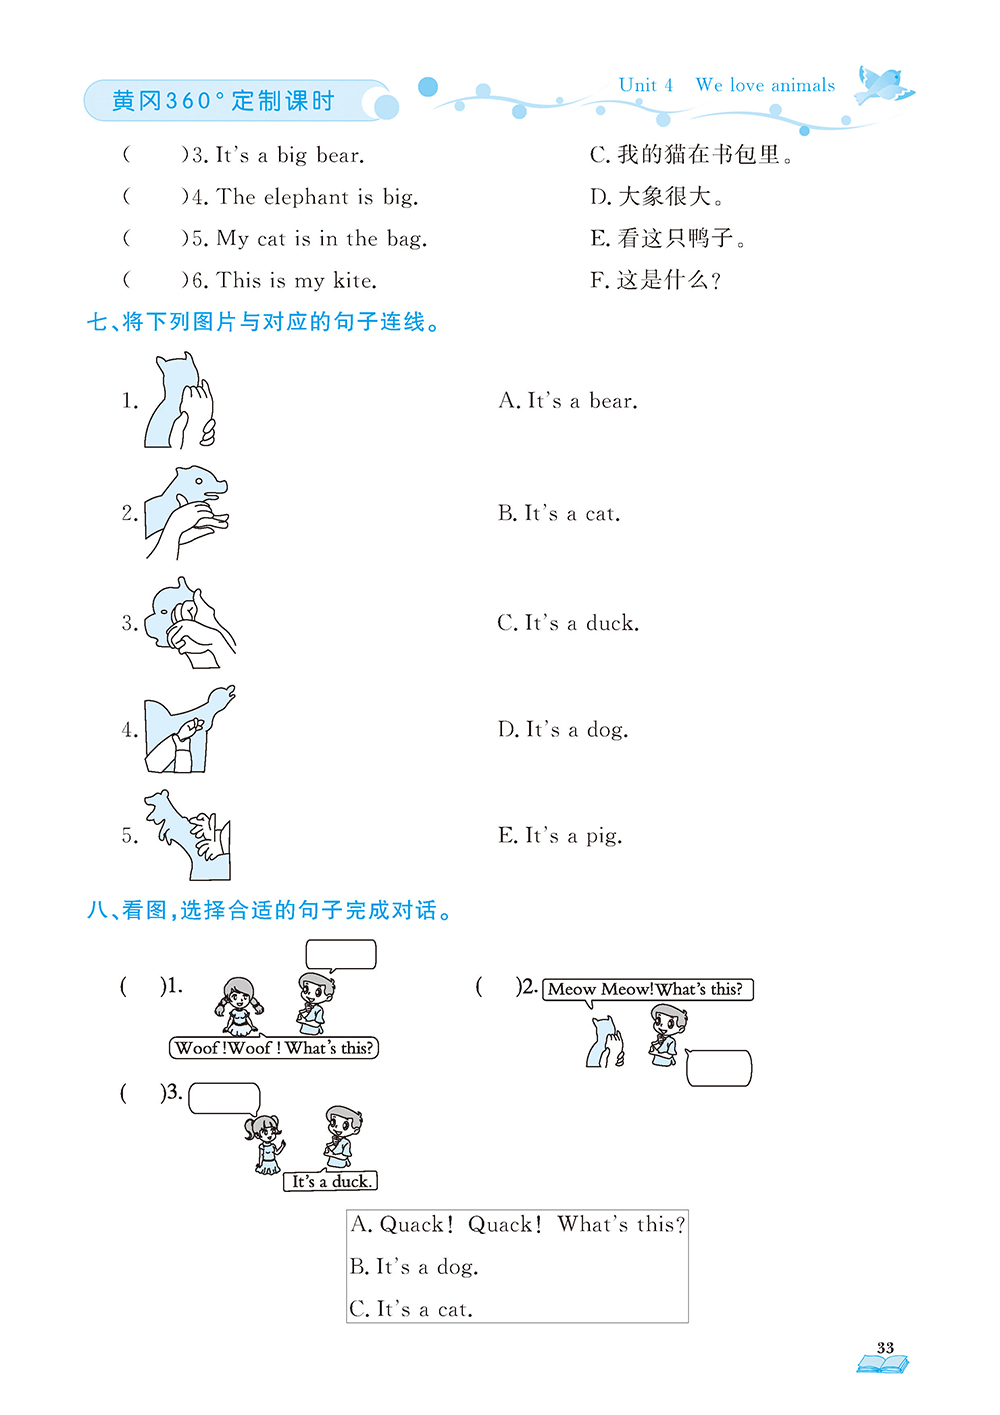 黄冈360°定制课时
Unit 4 We love animals
( )3. It's a big bear. C. 我的猫在书包里。
( )4. The elephant is big. D. 大象很大。
( )5. My cat is in the bag. E. 看这只鸭子。
( )6. This is my kite. F. 这是什么?
七、将下列图片与对应的句子连线。
1. A. It's a bear.
2. B. It's a cat.
3. C. It's a duck.
4. D. It's a dog.
5. E. It's a pig.
八、看图,选择合适的句子完成对话。
( )1.
Woof!Woof! What's this?
( )2. Meow Meow!What's this?
( )3.
It's a duck.
A. Quack! Quack! What's this?
B. It's a dog.
C. It's a cat.
33